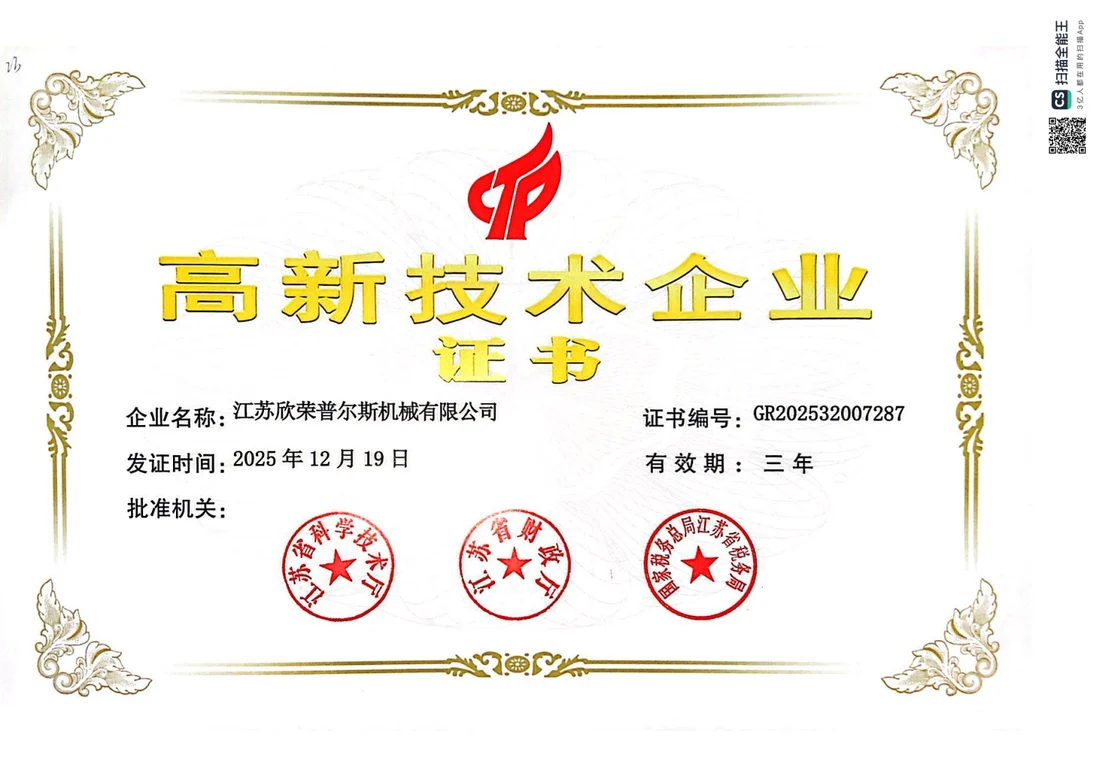 高新技术企业
证书
企业名称：江苏欣荣普尔斯机械有限公司
证书编号：GR202532007287
发证时间：2025年12月19日
有效期：三年
批准机关：
江苏省科学技术厅
江苏省财政厅
国家税务总局江苏省税务局
CS 扫描全能王
3亿人都在用的扫描App